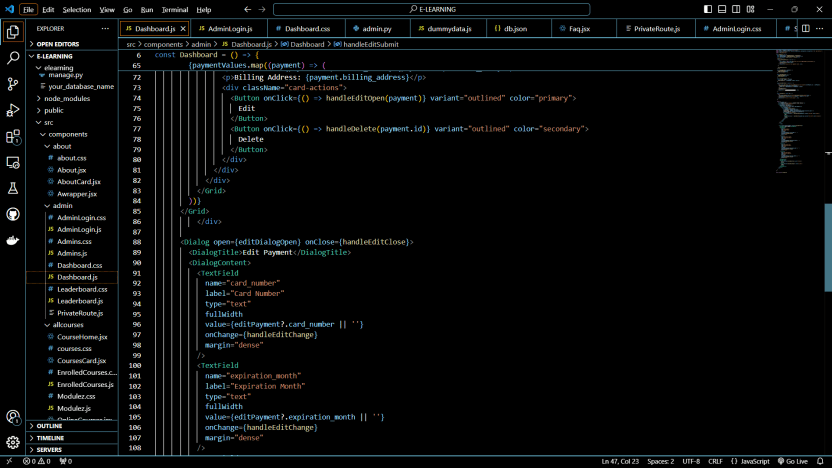 File Edit Selection View Go Run Terminal Help
E-LEARNING
EXPLORER
OPEN EDITORS
E-LEARNING
elearning
manage.py
your_database_name
node_modules
public
src
components
about
about.css
About.jsx
AboutCard.jsx
Awrapper.jsx
admin
AdminLogin.css
AdminLogin.js
Admins.css
Admins.js
Dashboard.css
Dashboard.js
Leaderboard.css
Leaderboard.js
PrivateRoute.js
allcourses
CourseHome.jsx
courses.css
CoursesCard.jsx
EnrolledCourses.c...
EnrolledCourses.js
Modulez.css
Modulez.js
OUTLINE
TIMELINE
SERVERS
Dashboard.js AdminLogin.js Dashboard.css admin.py dummydata.js db.json Faq.jsx PrivateRoute.js AdminLogin.css
src > components > admin > JS Dashboard.js > Dashboard > handleEditSubmit
6 const Dashboard = () => {
65 {paymentValues.map((payment) => (
72 <p>Billing Address: {payment.billing_address}</p>
73 <div className="card-actions">
74 <Button onClick={() => handleEditOpen(payment)} variant="outlined" color="primary">
75 Edit
76 </Button>
77 <Button onClick={() => handleDelete(payment.id)} variant="outlined" color="secondary">
78 Delete
79 </Button>
80 </div>
81 </div>
82 </div>
83 </Grid>
84 ))}
85 </Grid>
86 </div>
87
88 <Dialog open={editDialogOpen} onClose={handleEditClose}>
89 <DialogTitle>Edit Payment</DialogTitle>
90 <DialogContent>
91 <TextField
92 name="card_number"
93 label="Card Number"
94 type="text"
95 fullWidth
96 value={editPayment?.card_number || ''}
97 onChange={handleEditChange}
98 margin="dense"
99 />
100 <TextField
101 name="expiration_month"
102 label="Expiration Month"
103 type="text"
104 fullWidth
105 value={editPayment?.expiration_month || ''}
106 onChange={handleEditChange}
107 margin="dense"
108 />
0 0 0 Ln 47, Col 23 Spaces: 2 UTF-8 CRLF {} JavaScript Go Live